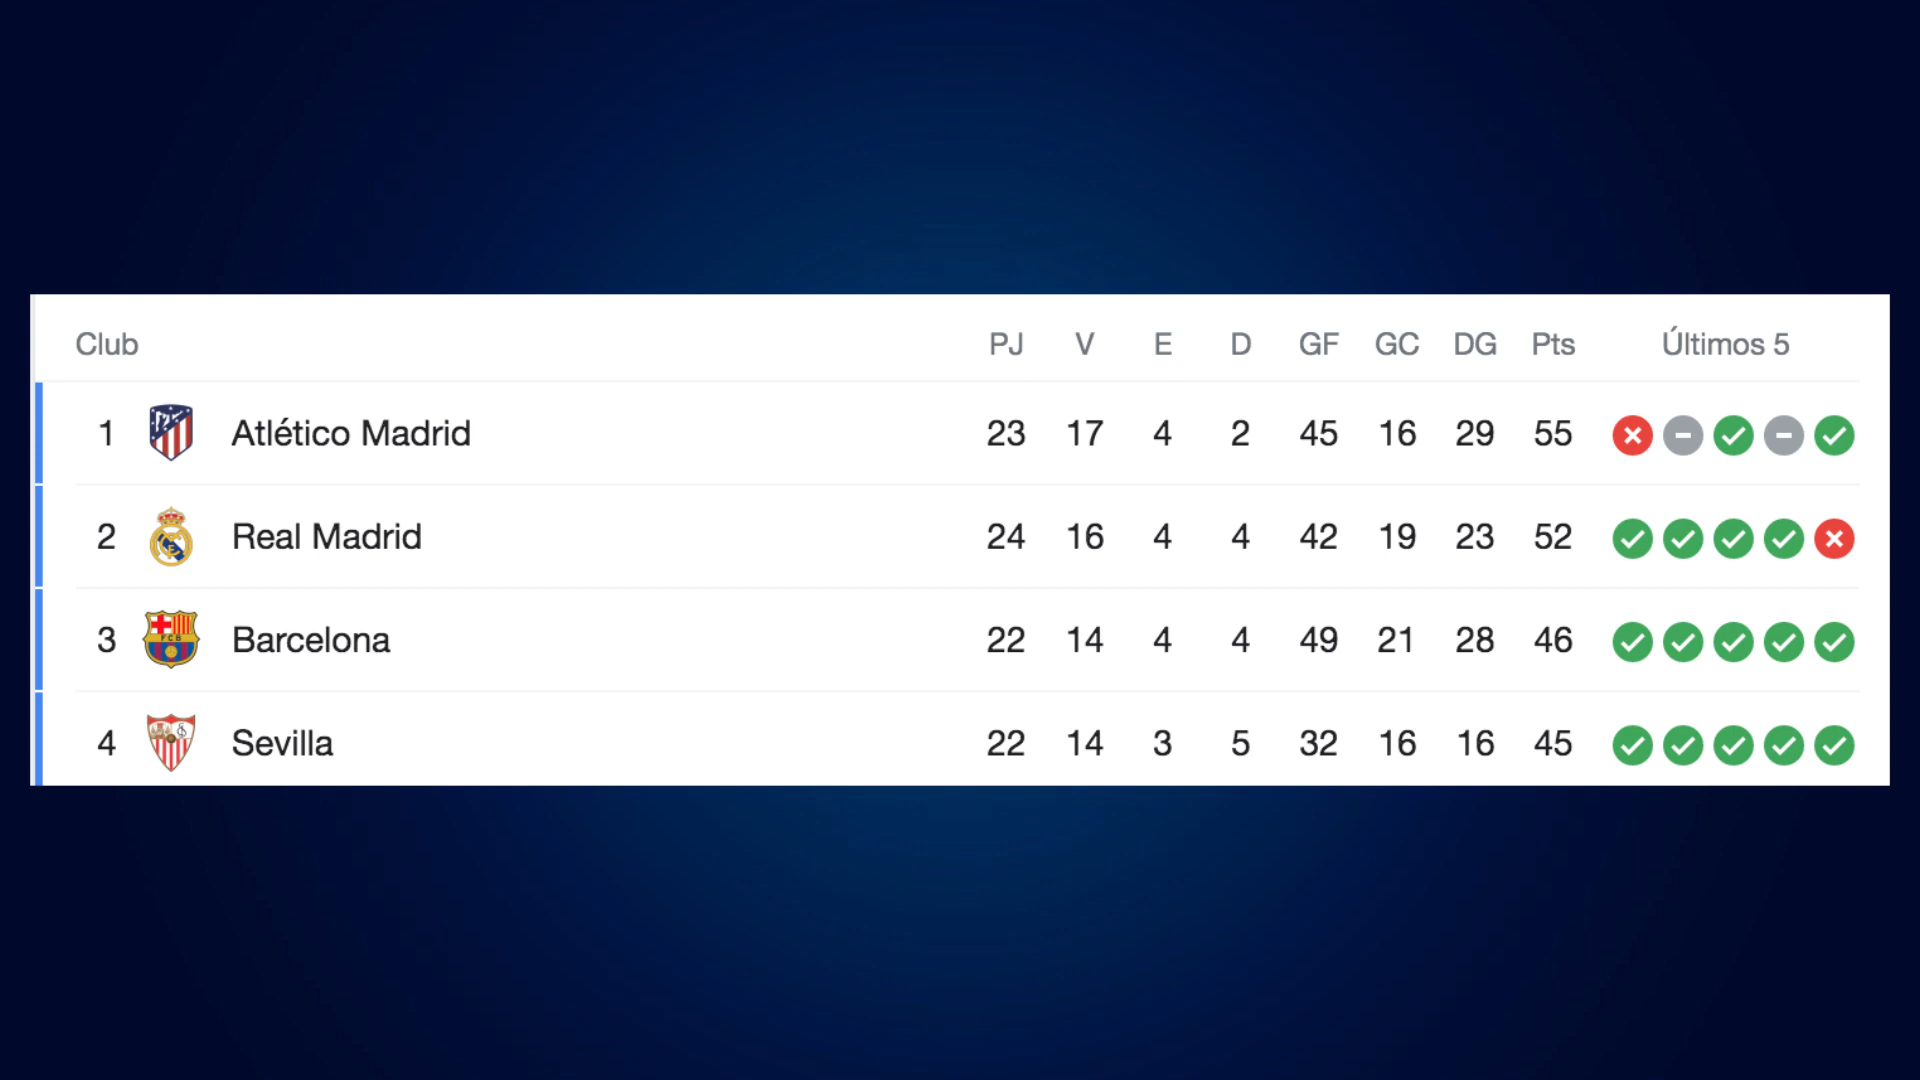 Club PJ V E D GF GC DG Pts Últimos 5
1 Atlético Madrid 23 17 4 2 45 16 29 55
2 Real Madrid 24 16 4 4 42 19 23 52
3 FCB Barcelona 22 14 4 4 49 21 28 46
4 Sevilla 22 14 3 5 32 16 16 45